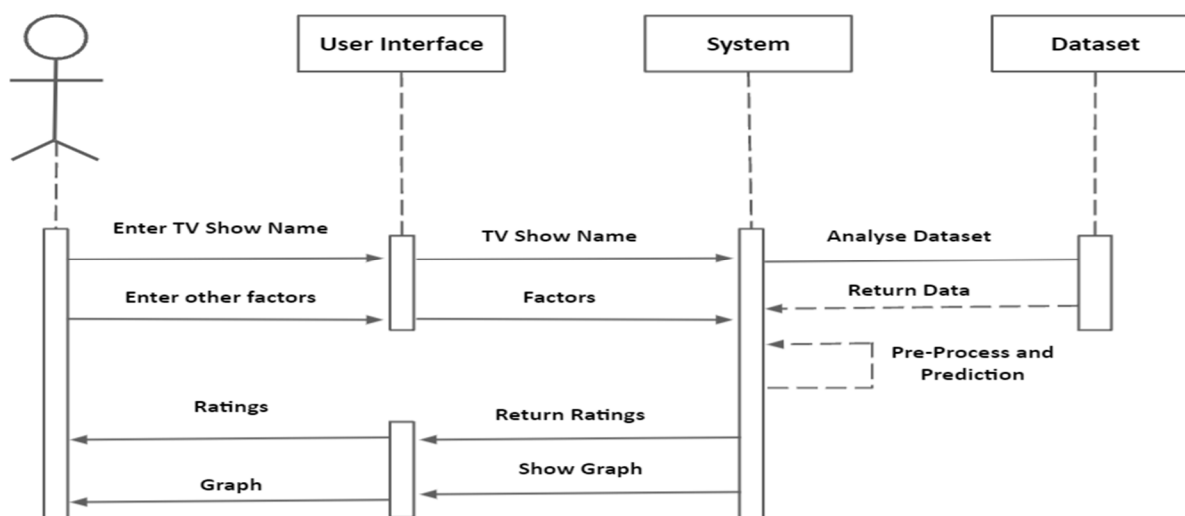 User Interface
System
Dataset
Enter TV Show Name
TV Show Name
Analyse Dataset
Enter other factors
Factors
Return Data
Pre-Process and
Prediction
Ratings
Return Ratings
Graph
Show Graph